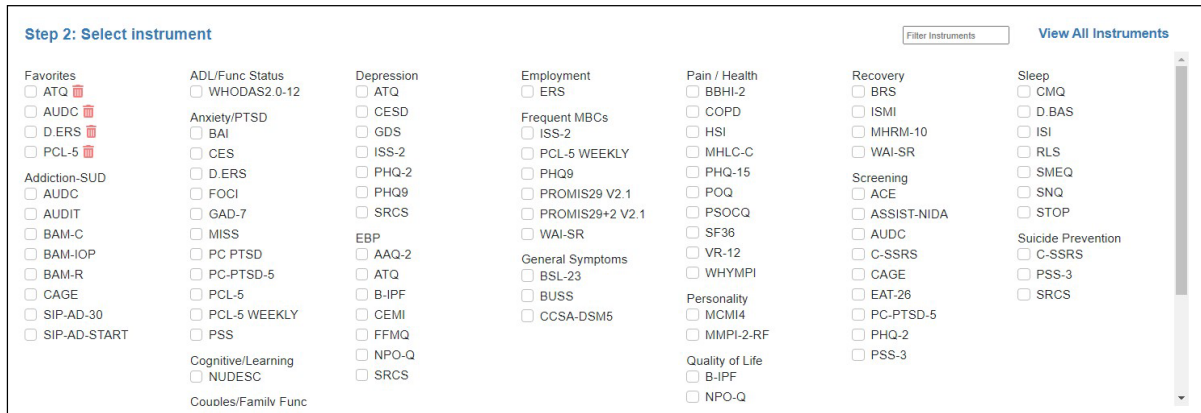 Step 2: Select instrument
Filter Instruments
View All Instruments
Favorites
ATQ
AUDC
D.ERS
PCL-5
Addiction-SUD
AUDC
AUDIT
BAM-C
BAM-IOP
BAM-R
CAGE
SIP-AD-30
SIP-AD-START
ADL/Func Status
WHODAS2.0-12
Anxiety/PTSD
BAI
CES
D.ERS
FOCI
GAD-7
MISS
PC PTSD
PC-PTSD-5
PCL-5
PCL-5 WEEKLY
PSS
Cognitive/Learning
NUDESC
Couples/Family Func
Depression
ATQ
CESD
GDS
ISS-2
PHQ-2
PHQ9
SRCS
EBP
AAQ-2
ATQ
B-IPF
CEMI
FFMQ
NPO-Q
SRCS
Employment
ERS
Frequent MBCs
ISS-2
PCL-5 WEEKLY
PHQ9
PROMIS29 V2.1
PROMIS29+2 V2.1
WAI-SR
General Symptoms
BSL-23
BUSS
CCSA-DSM5
Pain / Health
BBHI-2
COPD
HSI
MHLC-C
PHQ-15
POQ
PSOCQ
SF36
VR-12
WHYMPI
Personality
MCMI4
MMPI-2-RF
Quality of Life
B-IPF
NPO-Q
Recovery
BRS
ISMI
MHRM-10
WAI-SR
Screening
ACE
ASSIST-NIDA
AUDC
C-SSRS
CAGE
EAT-26
PC-PTSD-5
PHQ-2
PSS-3
Sleep
CMQ
D.BAS
ISI
RLS
SMEQ
SNQ
STOP
Suicide Prevention
C-SSRS
PSS-3
SRCS